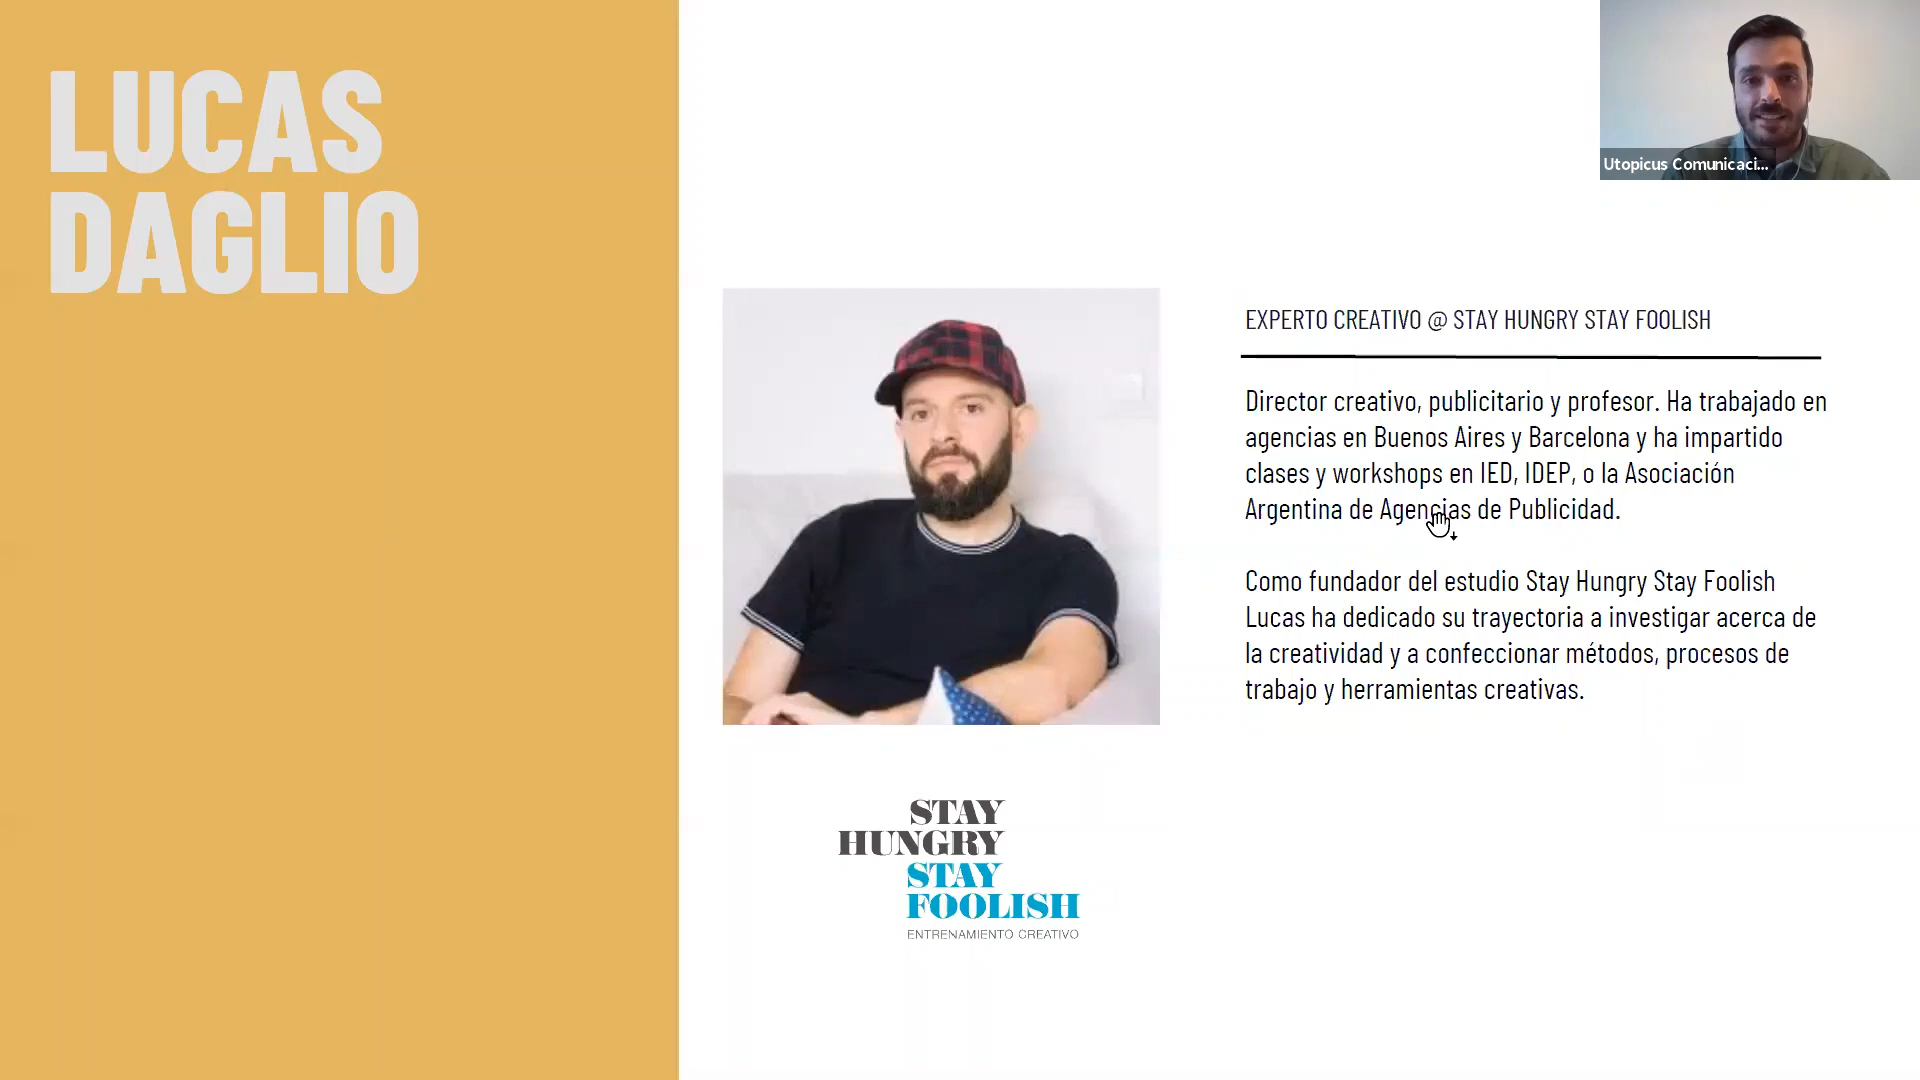 LUCAS
DAGLIO
Utopicus Comunicaci...
EXPERTO CREATIVO @ STAY HUNGRY STAY FOOLISH
Director creativo, publicitario y profesor. Ha trabajado en
agencias en Buenos Aires y Barcelona y ha impartido
clases y workshops en IED, IDEP, o la Asociación
Argentina de Agencias de Publicidad.
Como fundador del estudio Stay Hungry Stay Foolish
Lucas ha dedicado su trayectoria a investigar acerca de
la creatividad y a confeccionar métodos, procesos de
trabajo y herramientas creativas.
STAY
HUNGRY
STAY
FOOLISH
ENTRENAMIENTO CREATIVO